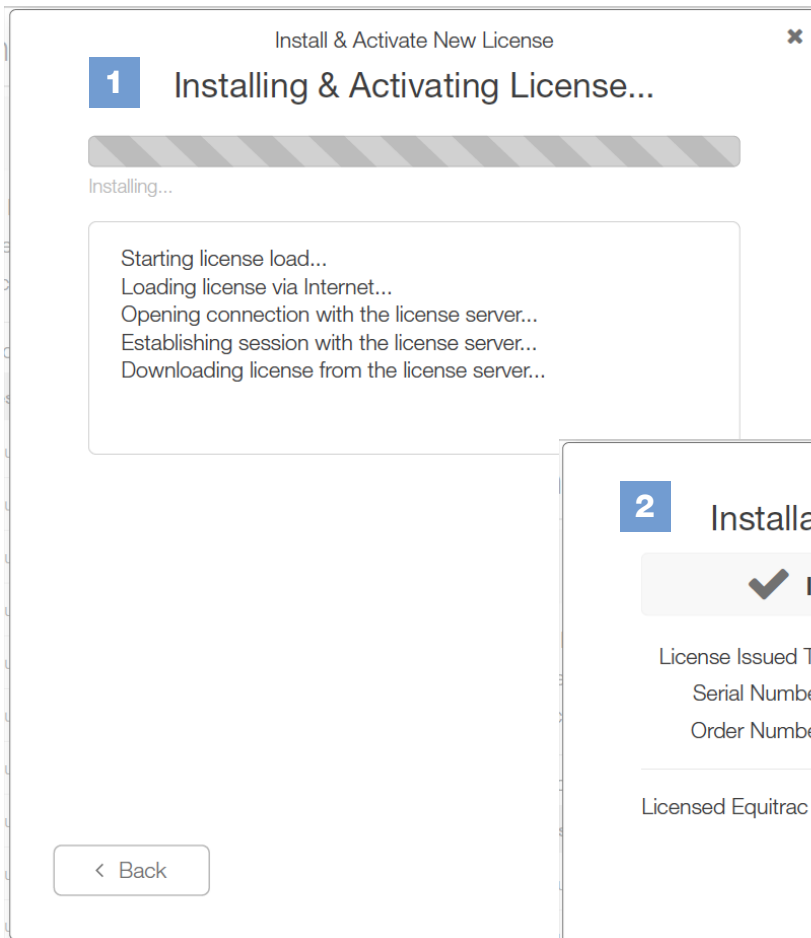 Install & Activate New License
1
Installing & Activating License...
Installing...
Starting license load...
Loading license via Internet...
Opening connection with the license server...
Establishing session with the license server...
Downloading license from the license server...
2
License Issued
Serial
Order
Licensed Equitrac
Back